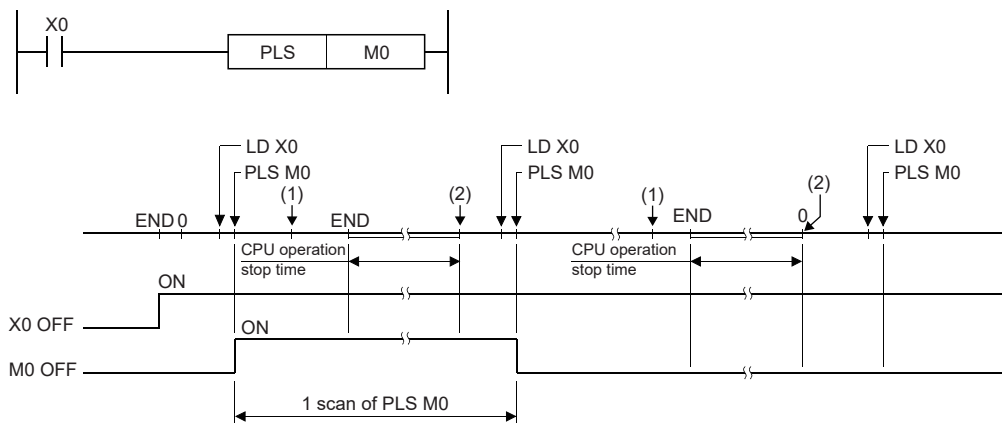 X0
PLS M0
LD X0 LD X0 LD X0
PLS M0 PLS M0 PLS M0
(1) (2) (1) (2)
END 0 END END 0
CPU operation stop time CPU operation stop time
ON
X0 OFF
ON
M0 OFF
1 scan of PLS M0